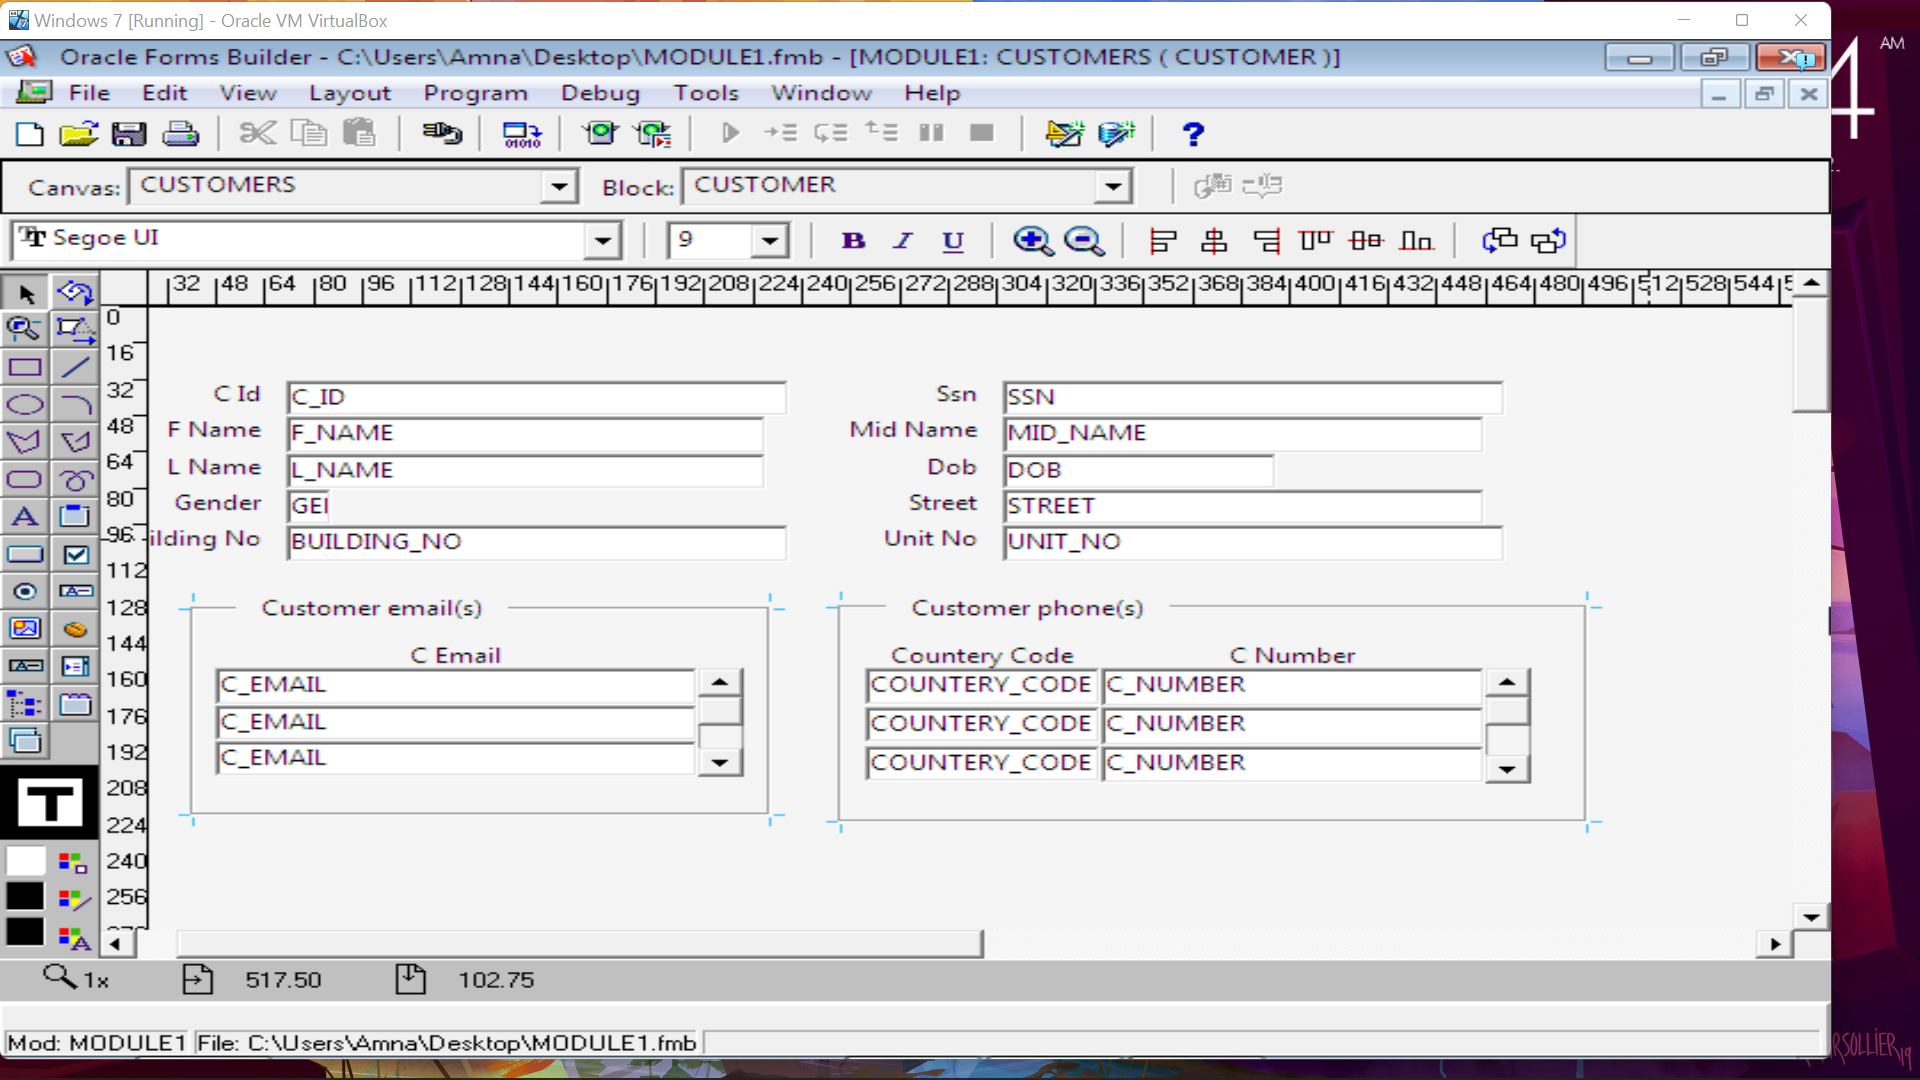 Windows 7 [Running] - Oracle VM VirtualBox
AM
4
Oracle Forms Builder - C:\Users\Amna\Desktop\MODULE1.fmb - [MODULE1: CUSTOMERS ( CUSTOMER )]
File Edit View Layout Program Debug Tools Window Help
Canvas: CUSTOMERS Block: CUSTOMER
Segoe UI 9 B I U
32 48 64 80 96 112 128 144 160 176 192 208 224 240 256 272 288 304 320 336 352 368 384 400 416 432 448 464 480 496 512 528 544
0
16
32
48
64
80
96
112
128
144
160
176
192
208
224
240
256
C Id C_ID Ssn SSN
F Name F_NAME Mid Name MID_NAME
L Name L_NAME Dob DOB
Gender GEI Street STREET
ilding No BUILDING_NO Unit No UNIT_NO
Customer email(s) Customer phone(s)
C Email Countery Code C Number
C_EMAIL COUNTERY_CODE C_NUMBER
C_EMAIL COUNTERY_CODE C_NUMBER
C_EMAIL COUNTERY_CODE C_NUMBER
1x 517.50 102.75
Mod: MODULE1 File: C:\Users\Amna\Desktop\MODULE1.fmb
RSOLLIER19